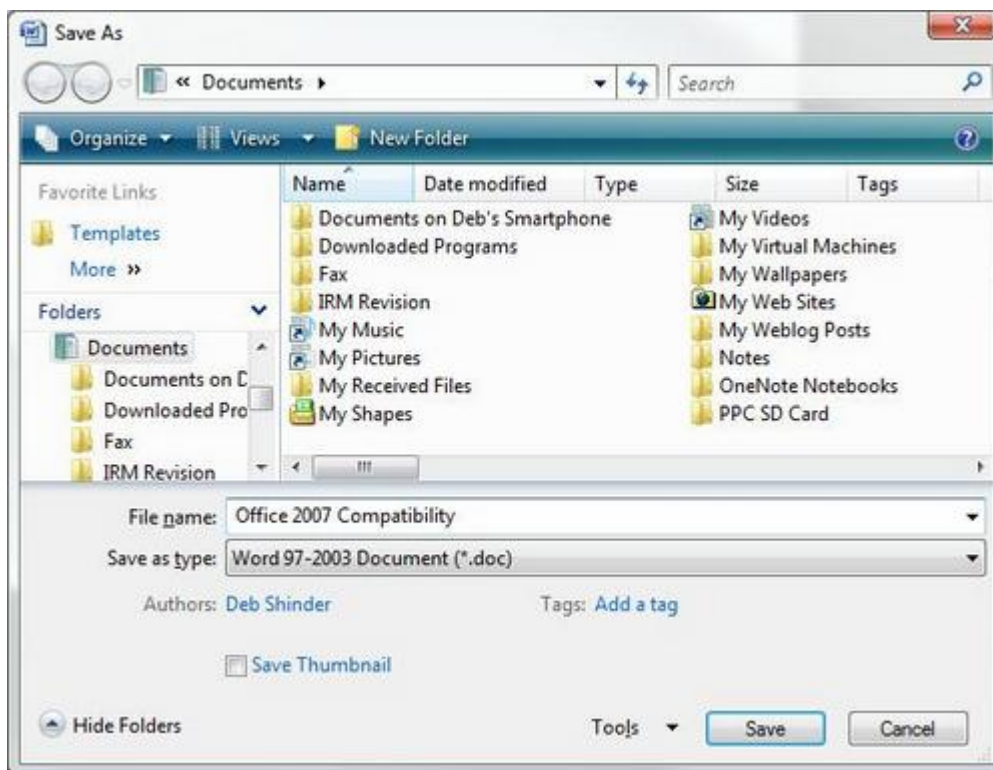 Save As
« Documents
Search
Organize Views New Folder
Favorite Links
Templates
More »
Folders
Documents
Documents on D
Downloaded Pro
Fax
IRM Revision
Name Date modified Type Size Tags
Documents on Deb's Smartphone
Downloaded Programs
Fax
IRM Revision
My Music
My Pictures
My Received Files
My Shapes
My Videos
My Virtual Machines
My Wallpapers
My Web Sites
My Weblog Posts
Notes
OneNote Notebooks
PPC SD Card
File name: Office 2007 Compatibility
Save as type: Word 97-2003 Document (*.doc)
Authors: Deb Shinder Tags: Add a tag
Save Thumbnail
Hide Folders Tools Save Cancel